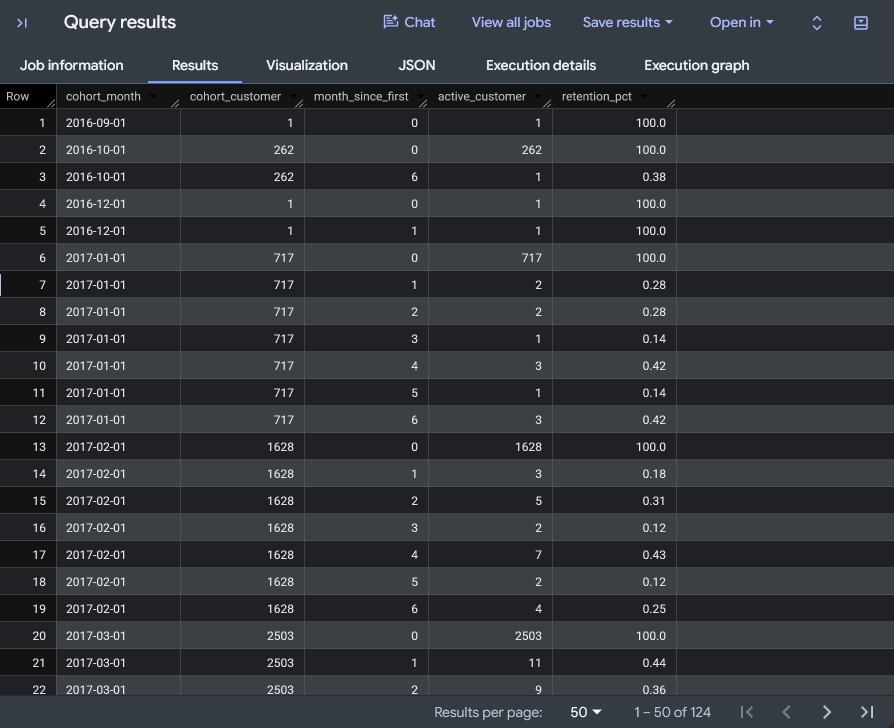 Query results Chat View all jobs Save results Open in
Job information Results Visualization JSON Execution details Execution graph
Row cohort_month cohort_customer month_since_first active_customer retention_pct
1 2016-09-01 1 0 1 100.0
2 2016-10-01 262 0 262 100.0
3 2016-10-01 262 6 1 0.38
4 2016-12-01 1 0 1 100.0
5 2016-12-01 1 1 1 100.0
6 2017-01-01 717 0 717 100.0
7 2017-01-01 717 1 2 0.28
8 2017-01-01 717 2 2 0.28
9 2017-01-01 717 3 1 0.14
10 2017-01-01 717 4 3 0.42
11 2017-01-01 717 5 1 0.14
12 2017-01-01 717 6 3 0.42
13 2017-02-01 1628 0 1628 100.0
14 2017-02-01 1628 1 3 0.18
15 2017-02-01 1628 2 5 0.31
16 2017-02-01 1628 3 2 0.12
17 2017-02-01 1628 4 7 0.43
18 2017-02-01 1628 5 2 0.12
19 2017-02-01 1628 6 4 0.25
20 2017-03-01 2503 0 2503 100.0
21 2017-03-01 2503 1 11 0.44
22 2017-03-01 2503 2 9 0.36
Results per page: 50 1 – 50 of 124